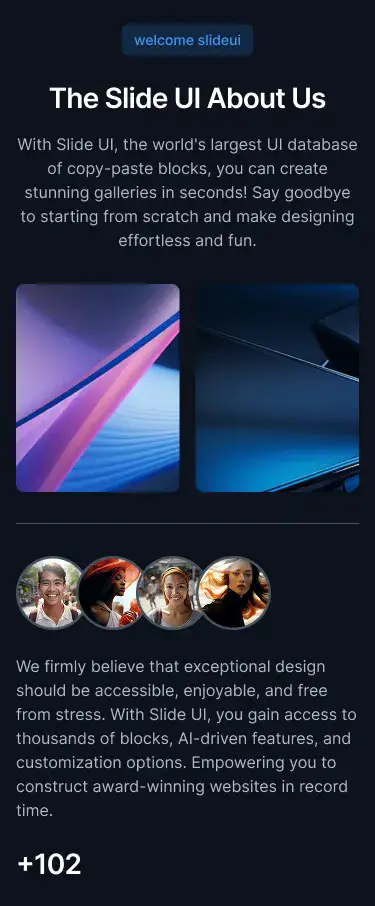 welcome slideui
The Slide UI About Us
With Slide UI, the world's largest UI database
of copy-paste blocks, you can create
stunning galleries in seconds! Say goodbye
to starting from scratch and make designing
effortless and fun.
We firmly believe that exceptional design
should be accessible, enjoyable, and free
from stress. With Slide UI, you gain access to
thousands of blocks, AI-driven features, and
customization options. Empowering you to
construct award-winning websites in record
time.
+102